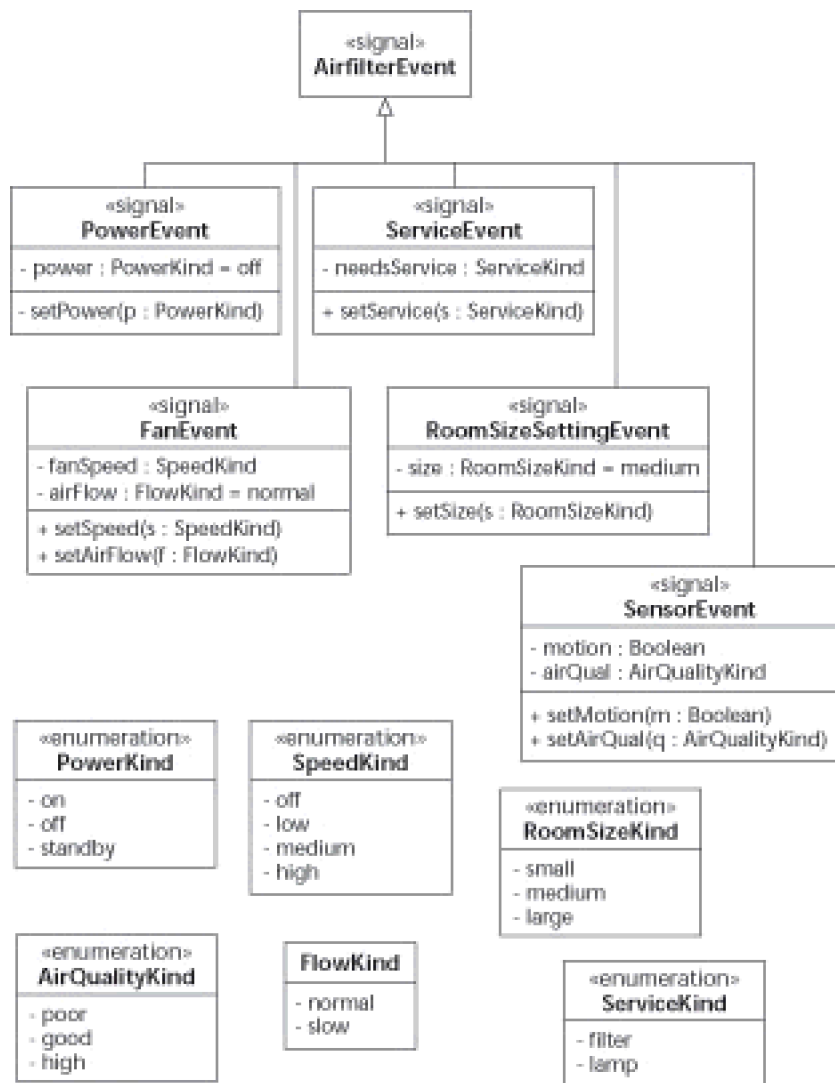 «signal»
AirfilterEvent
«signal»
PowerEvent
- power : PowerKind = off
- setPower(p : PowerKind)
«signal»
ServiceEvent
- needsService : ServiceKind
+ setService(s : ServiceKind)
«signal»
FanEvent
- fanSpeed : SpeedKind
- airFlow : FlowKind = normal
+ setSpeed(s : SpeedKind)
+ setAirFlow(f : FlowKind)
«signal»
RoomSizeSettingEvent
- size : RoomSizeKind = medium
+ setSize(s : RoomSizeKind)
«signal»
SensorEvent
- motion : Boolean
- airQual : AirQualityKind
+ setMotion(m : Boolean)
+ setAirQual(q : AirQualityKind)
«enumeration»
PowerKind
- on
- off
- standby
«enumeration»
SpeedKind
- off
- low
- medium
- high
«enumeration»
RoomSizeKind
- small
- medium
- large
«enumeration»
AirQualityKind
- poor
- good
- high
FlowKind
- normal
- slow
«enumeration»
ServiceKind
- filter
- lamp